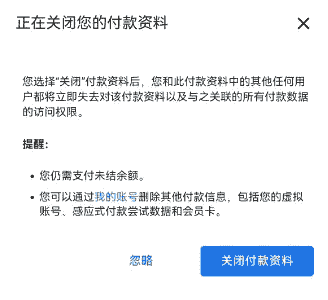 正在关闭您的付款资料
您选择“关闭”付款资料后，您和此付款资料中的其他任何用
户都将立即失去对该付款资料以及与之关联的所有付款数据
的访问权限。
提醒：
• 您仍需支付未结余额。
• 您可以通过我的账号删除其他付款信息，包括您的虚拟
账号、感应式付款尝试数据和会员卡。
忽略
关闭付款资料